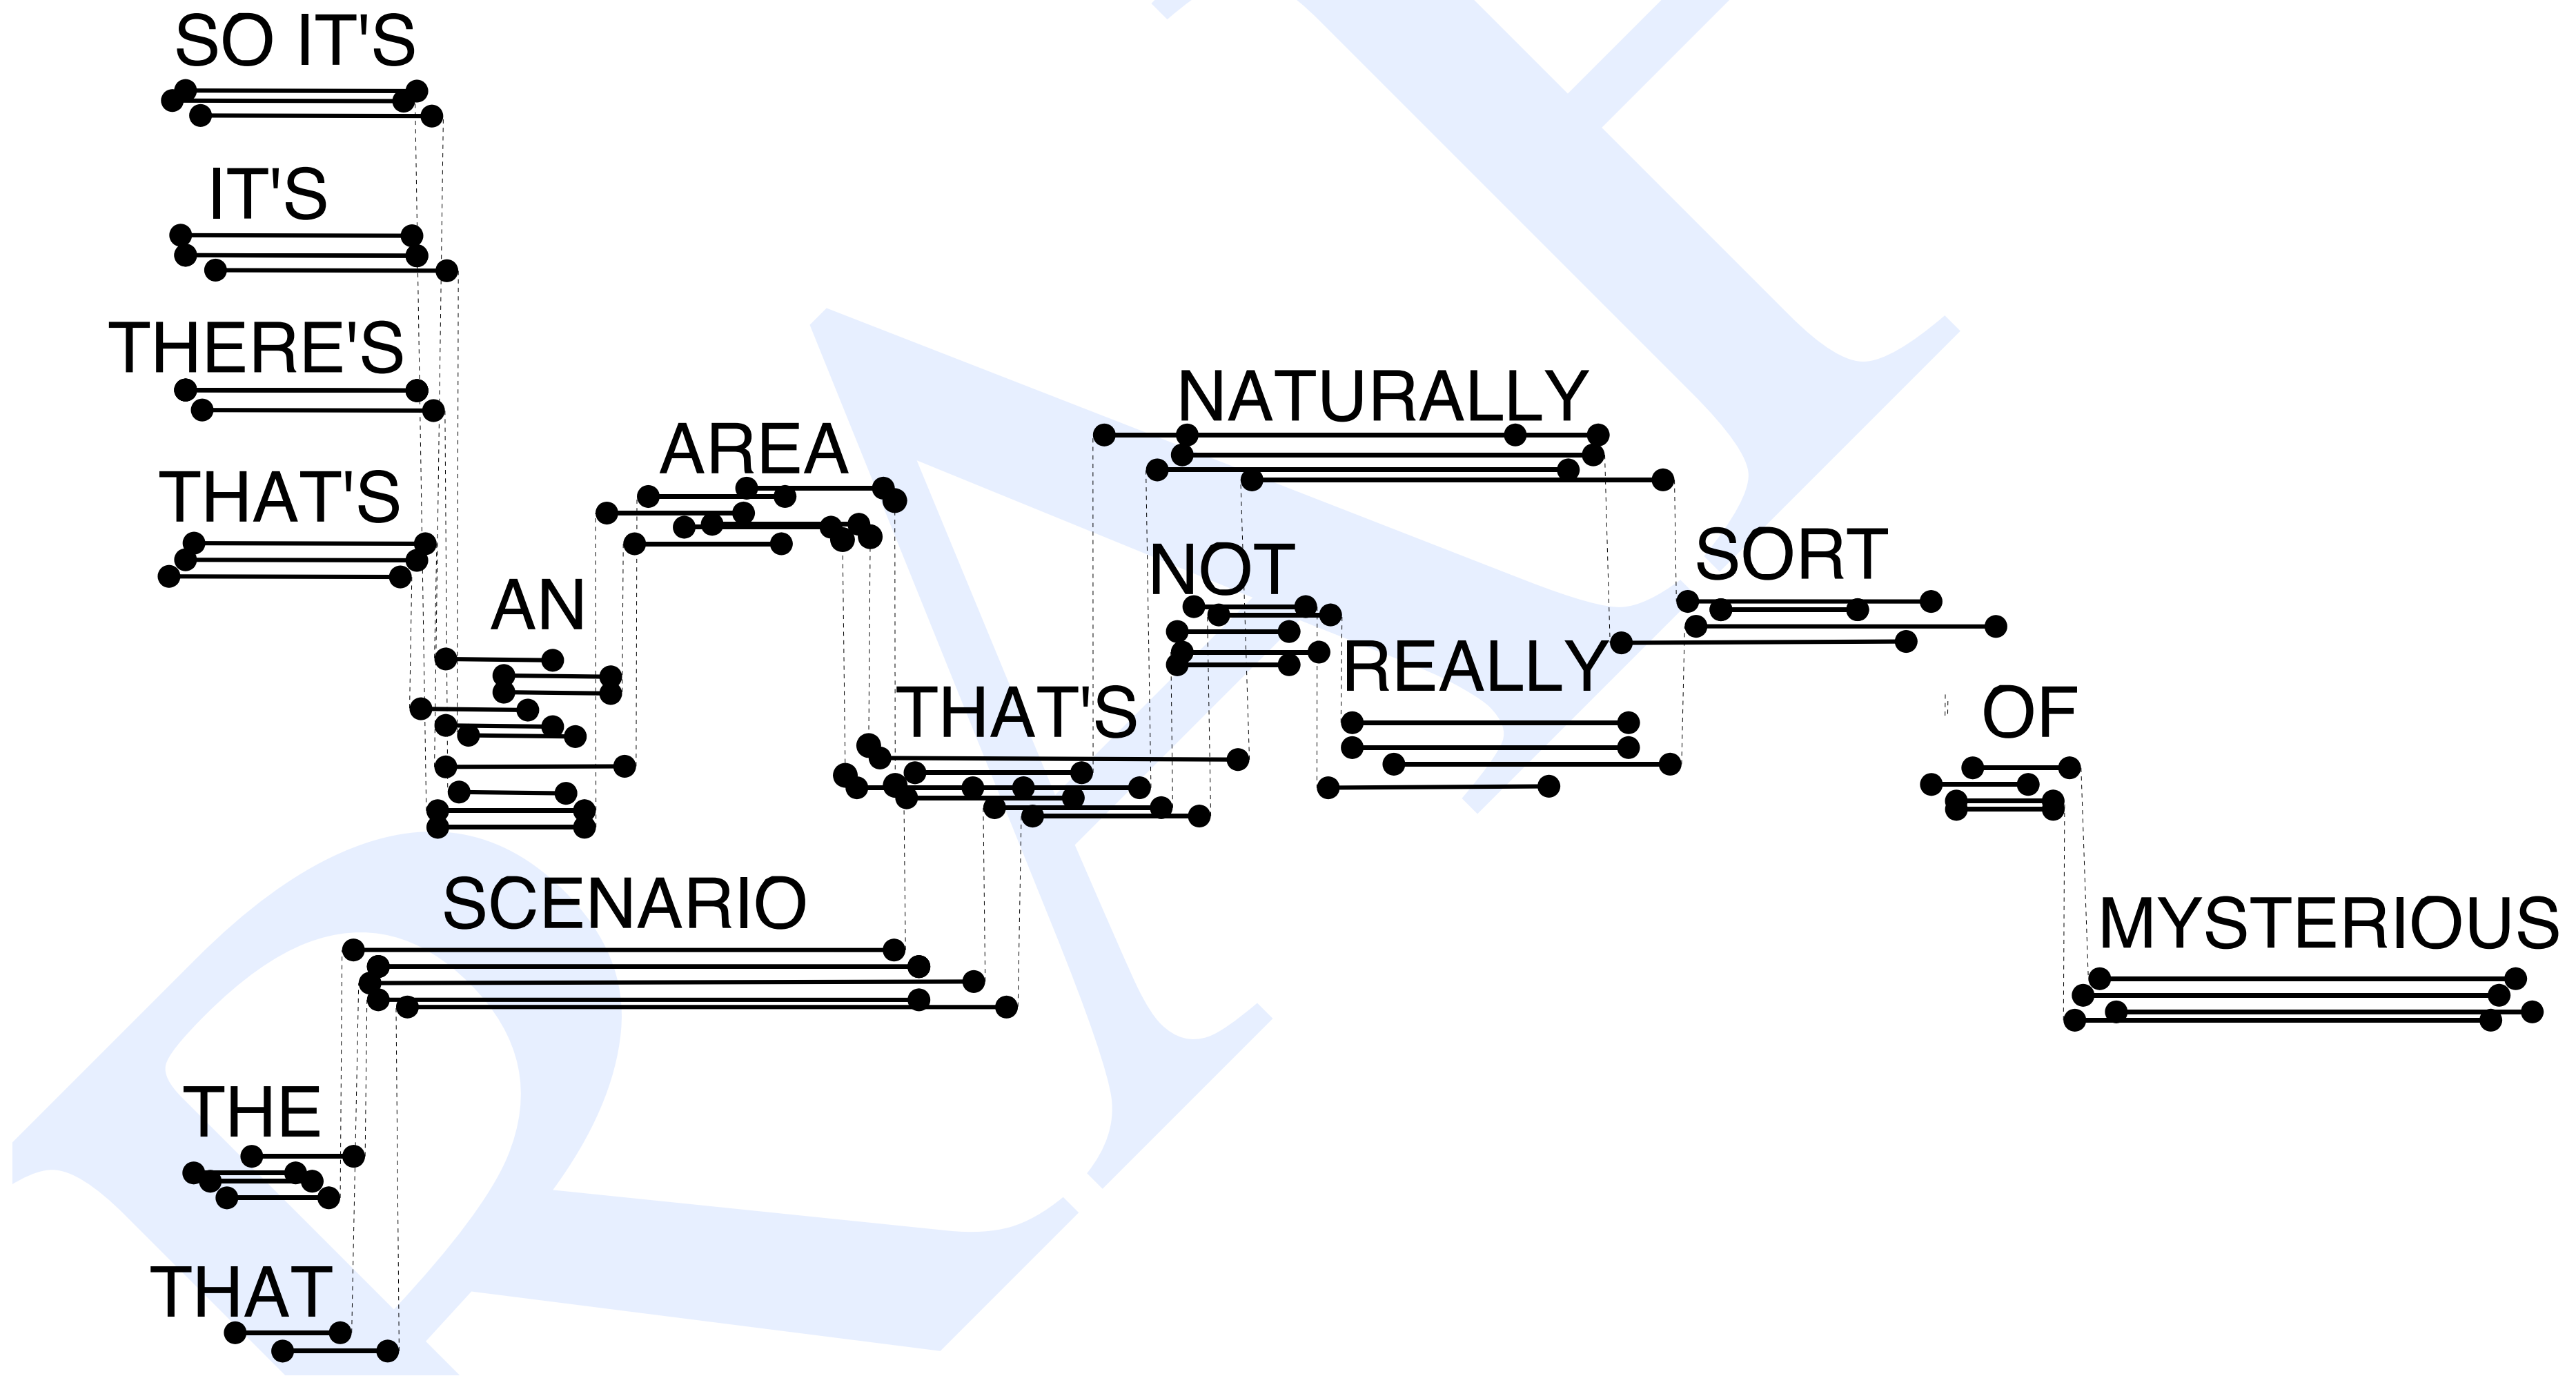 SO IT'S
IT'S
THERE'S
THAT'S
AN
AREA
SCENARIO
THE
THAT
THAT'S
NATURALLY
NOT
REALLY
SORT
OF
MYSTERIOUS